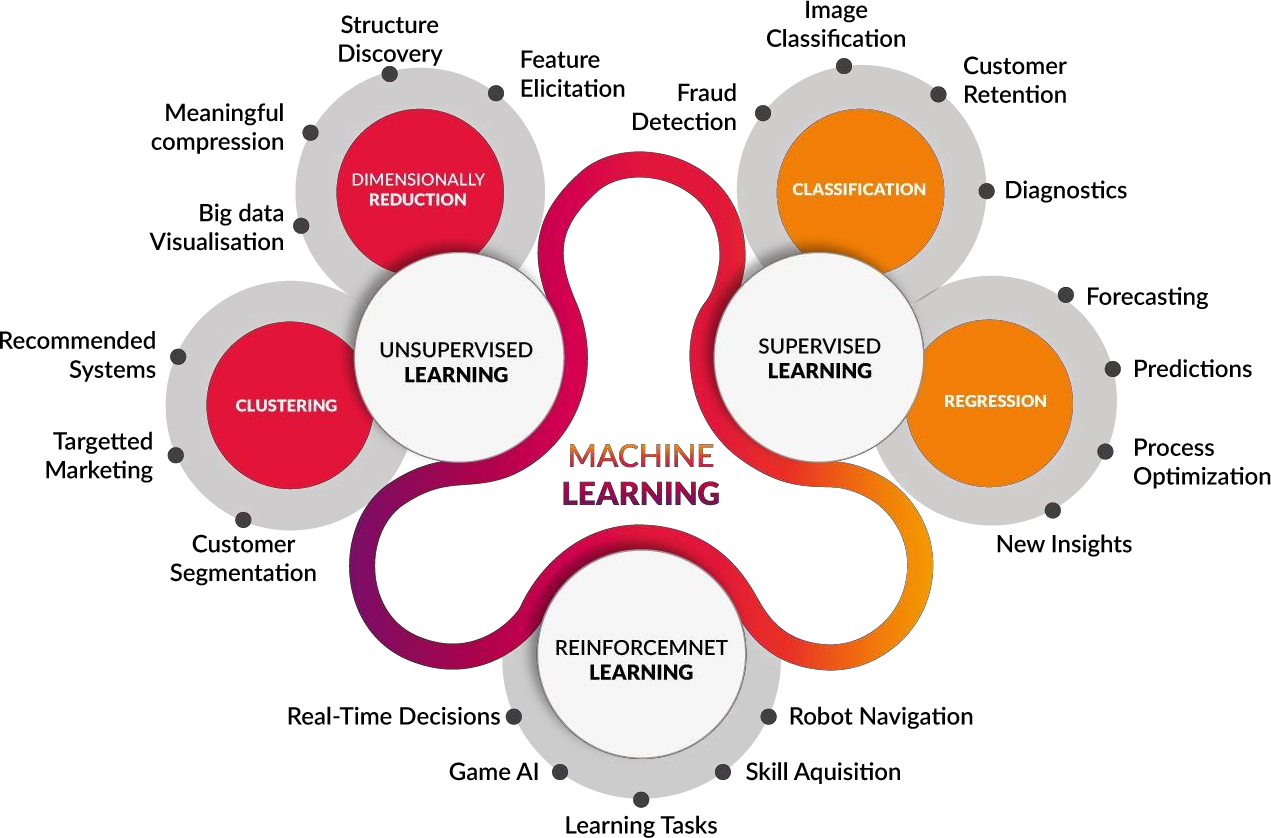 Structure
Discovery
Feature
Elicitation
Meaningful
compression
Big data
Visualisation
DIMENSIONALLY
REDUCTION
Recommended
Systems
Targetted
Marketing
Customer
Segmentation
CLUSTERING
UNSUPERVISED
LEARNING
Image
Classification
Fraud
Detection
Customer
Retention
Diagnostics
CLASSIFICATION
SUPERVISED
LEARNING
Forecasting
Predictions
Process
Optimization
New Insights
REGRESSION
MACHINE
LEARNING
REINFORCEMNET
LEARNING
Real-Time Decisions
Robot Navigation
Game AI
Skill Aquisition
Learning Tasks